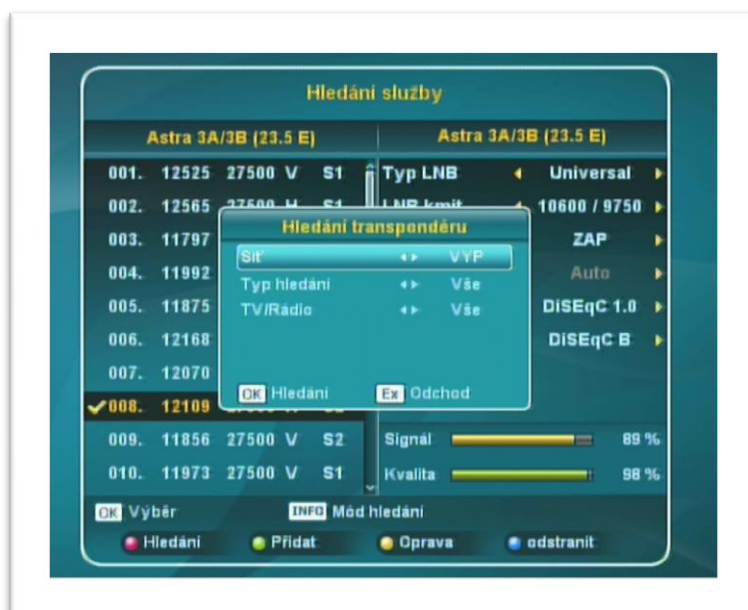 Hledání služby
Astra 3A/3B (23.5 E)
Astra 3A/3B (23.5 E)
001. 12525 27500 V S1
002. 12565 27500 H S1
003. 11797
004. 11992
005. 11875
006. 12168
007. 12070
008. 12109
009. 11856 27500 V S2
010. 11973 27500 V S1
Typ LNB Universal
LNB kmit 10600 / 9750
ZAP
Auto
DiSEqC 1.0
DiSEqC B
Hledání transpondéru
Síť VYP
Typ hledání Vše
TV/Rádio Vše
OK Hledání Ex Odchod
Signál 89 %
Kvalita 98 %
OK Výběr INFO Mód hledání
Hledání Přidat Oprava odstranit